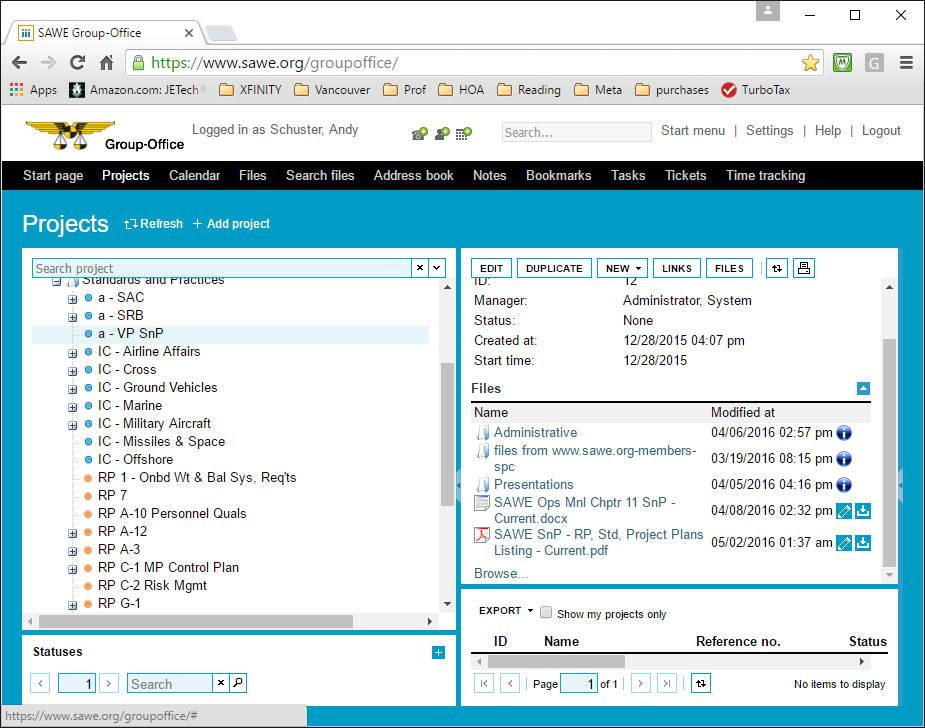 SAWE Group-Office
https://www.sawe.org/groupoffice/
Apps Amazon.com: JETech XFINITY Vancouver Prof HOA Reading Meta purchases TurboTax
Group-Office
Logged in as Schuster, Andy
Search...
Start menu | Settings | Help | Logout
Start page Projects Calendar Files Search files Address book Notes Bookmarks Tasks Tickets Time tracking
Projects Refresh + Add project
Search project
Standards and Practices
a - SAC
a - SRB
a - VP SnP
IC - Airline Affairs
IC - Cross
IC - Ground Vehicles
IC - Marine
IC - Military Aircraft
IC - Missiles & Space
IC - Offshore
RP 1 - Onbd Wt & Bal Sys, Req'ts
RP 7
RP A-10 Personnel Quals
RP A-12
RP A-3
RP C-1 MP Control Plan
RP C-2 Risk Mgmt
RP G-1
Statuses
1
Search
EDIT DUPLICATE NEW LINKS FILES
ID: 12
Manager: Administrator, System
Status: None
Created at: 12/28/2015 04:07 pm
Start time: 12/28/2015
Files
Name Modified at
Administrative 04/06/2016 02:57 pm
files from www.sawe.org-members-
spc 03/19/2016 08:15 pm
Presentations 04/05/2016 04:16 pm
SAWE Ops Mnl Chptr 11 SnP -
Current.docx 04/08/2016 02:32 pm
SAWE SnP - RP, Std, Project Plans
Listing - Current.pdf 05/02/2016 01:37 am
Browse...
EXPORT Show my projects only
ID Name Reference no. Status
Page 1 of 1 No items to display
https://www.sawe.org/groupoffice/#